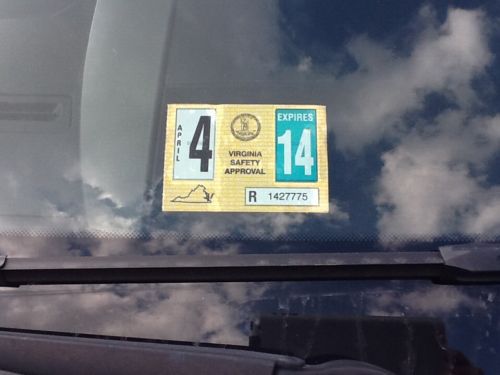 APRIL
4
VIRGINIA
SAFETY
APPROVAL
EXPIRES
14
R 1427775